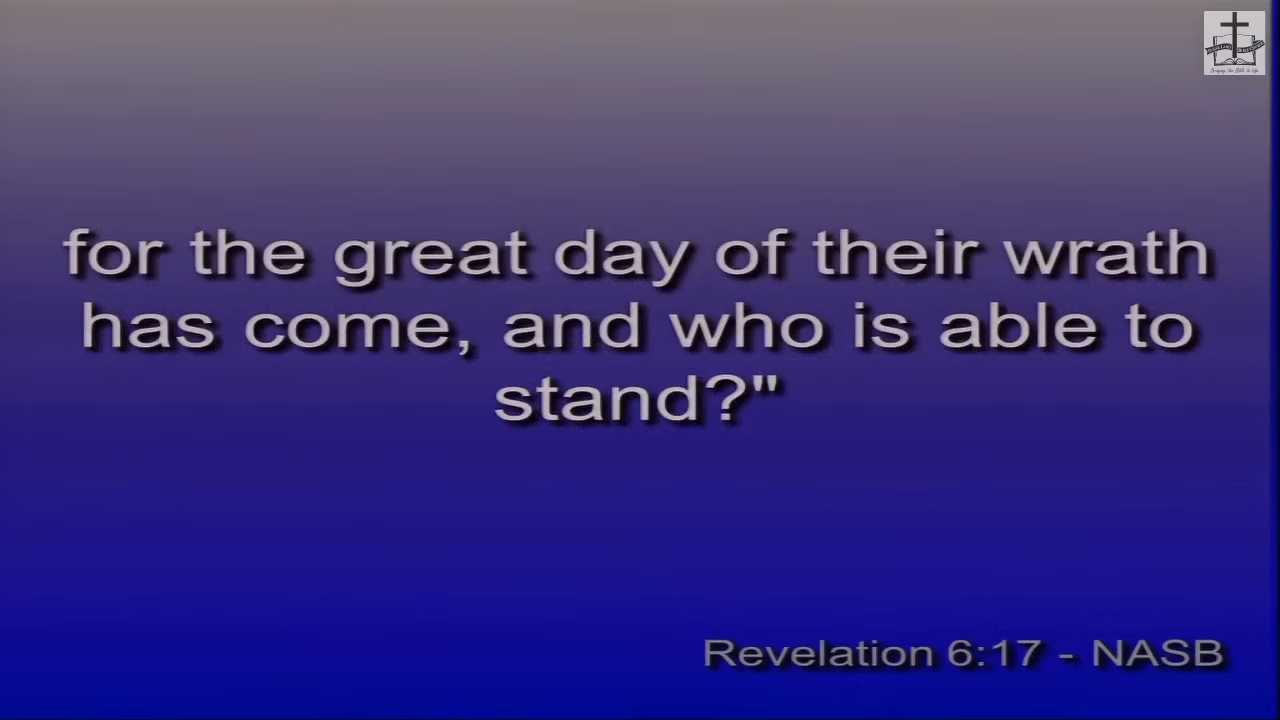 for the great day of their wrath
has come, and who is able to
stand?"
Revelation 6:17 - NASB